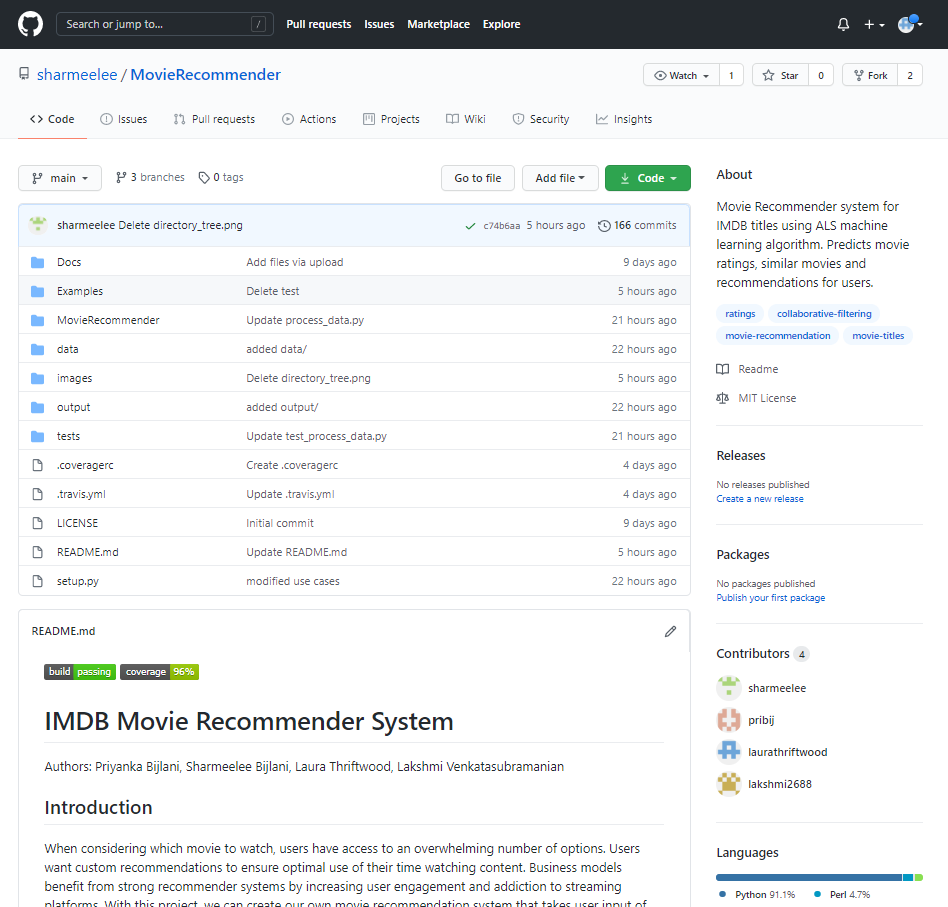 Search or jump to... /
Pull requests Issues Marketplace Explore
sharmeelee / MovieRecommender
Watch 1 Star 0 Fork 2
Code Issues Pull requests Actions Projects Wiki Security Insights
main 3 branches 0 tags Go to file Add file Code
sharmeelee Delete directory_tree.png c74b6aa 5 hours ago 166 commits
Docs Add files via upload 9 days ago
Examples Delete test 5 hours ago
MovieRecommender Update process_data.py 21 hours ago
data added data/ 22 hours ago
images Delete directory_tree.png 5 hours ago
output added output/ 22 hours ago
tests Update test_process_data.py 21 hours ago
.coveragerc Create .coveragerc 4 days ago
.travis.yml Update .travis.yml 4 days ago
LICENSE Initial commit 9 days ago
README.md Update README.md 5 hours ago
setup.py modified use cases 22 hours ago
README.md
build passing coverage 96%
IMDB Movie Recommender System
Authors: Priyanka Bijlani, Sharmeelee Bijlani, Laura Thriftwood, Lakshmi Venkatasubramanian
Introduction
When considering which movie to watch, users have access to an overwhelming number of options. Users
want custom recommendations to ensure optimal use of their time watching content. Business models
benefit from strong recommender systems by increasing user engagement and addiction to streaming
platforms. With this project, we can create our own movie recommendation system that takes user input of
About
Movie Recommender system for
IMDB titles using ALS machine
learning algorithm. Predicts movie
ratings, similar movies and
recommendations for users.
ratings collaborative-filtering
movie-recommendation movie-titles
Readme
MIT License
Releases
No releases published
Create a new release
Packages
No packages published
Publish your first package
Contributors 4
sharmeelee
pribij
laurathriftwood
lakshmi2688
Languages
Python 91.1% Perl 4.7%